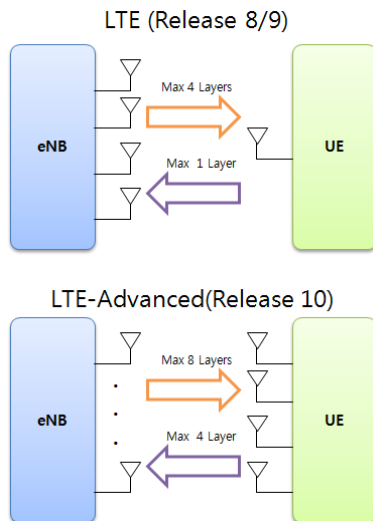 LTE (Release 8/9)
Max 4 Layers
eNB
UE
Max 1 Layer
LTE-Advanced(Release 10)
Max 8 Layers
eNB
UE
Max 4 Layer